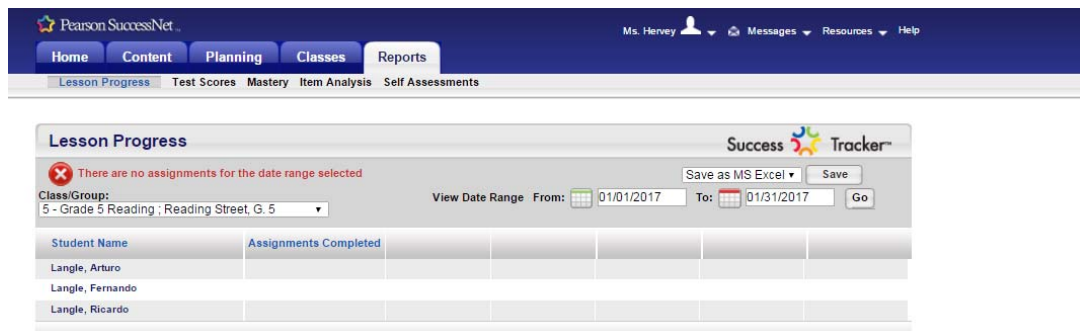 Pearson SuccessNet
Ms. Hervey Messages Resources Help
Home Content Planning Classes Reports
Lesson Progress Test Scores Mastery Item Analysis Self Assessments
Lesson Progress
Success Tracker™
There are no assignments for the date range selected
Save as MS Excel Save
Class/Group:
5 - Grade 5 Reading ; Reading Street, G. 5
View Date Range From: 01/01/2017 To: 01/31/2017 Go
Student Name Assignments Completed
Langle, Arturo
Langle, Fernando
Langle, Ricardo